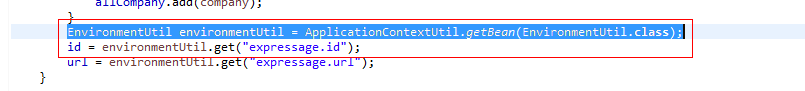 allCompany.add(company);
}
EnvironmentUtil environmentUtil = ApplicationContextUtil.getBean(EnvironmentUtil.class);
id = environmentUtil.get("expressage.id");
url = environmentUtil.get("expressage.url");
}